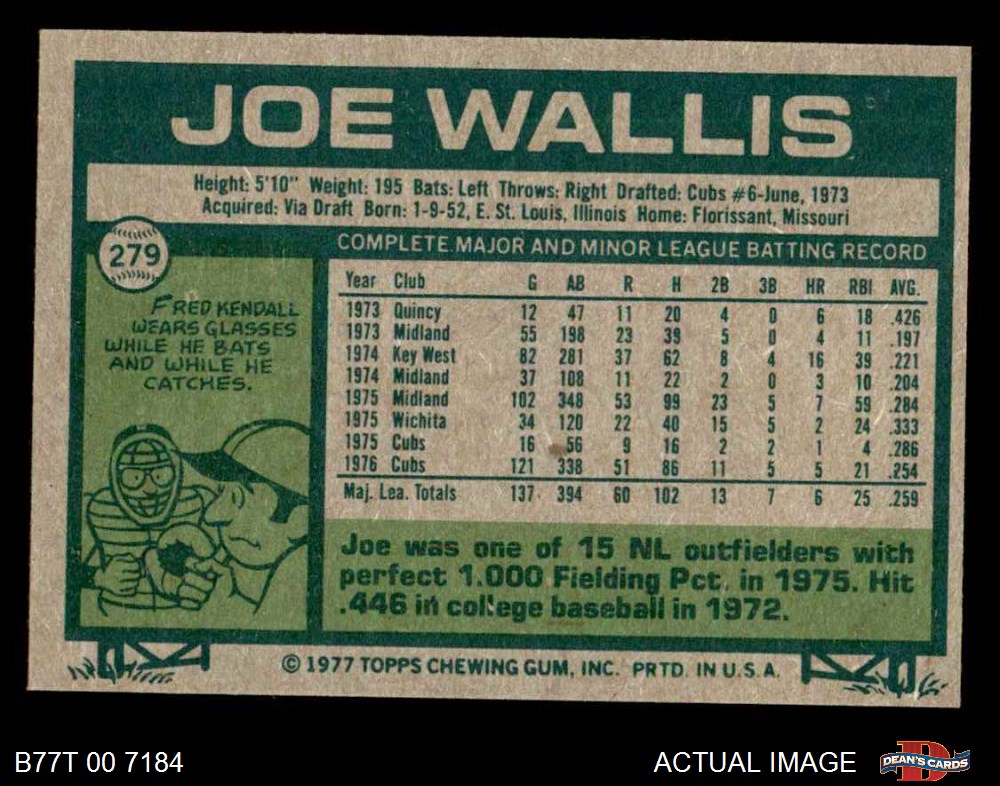 JOE WALLIS
Height: 5'10" Weight: 195 Bats: Left Throws: Right Drafted: Cubs #6-June, 1973
Acquired: Via Draft Born: 1-9-52, E. St. Louis, Illinois Home: Florissant, Missouri
279
FRED KENDALL
WEARS GLASSES
WHILE HE BATS
AND WHILE HE
CATCHES.
COMPLETE MAJOR AND MINOR LEAGUE BATTING RECORD
Year Club G AB R H 2B 3B HR RBI AVG.
1973 Quincy 12 47 11 20 4 0 6 18 .426
1973 Midland 55 198 23 39 5 0 4 11 .197
1974 Key West 82 281 37 62 8 4 16 39 .221
1974 Midland 37 108 11 22 2 0 3 10 .204
1975 Midland 102 348 53 99 23 5 7 59 .284
1975 Wichita 34 120 22 40 15 5 2 24 .333
1975 Cubs 16 56 9 16 2 2 1 4 .286
1976 Cubs 121 338 51 86 11 5 5 21 .254
Maj. Lea. Totals 137 394 60 102 13 7 6 25 .259
Joe was one of 15 NL outfielders with
perfect 1.000 Fielding Pct. in 1975. Hit
.446 in college baseball in 1972.
© 1977 TOPPS CHEWING GUM, INC. PRTD. IN U.S.A.
B77T 00 7184
ACTUAL IMAGE
D
DEAN'S CARDS